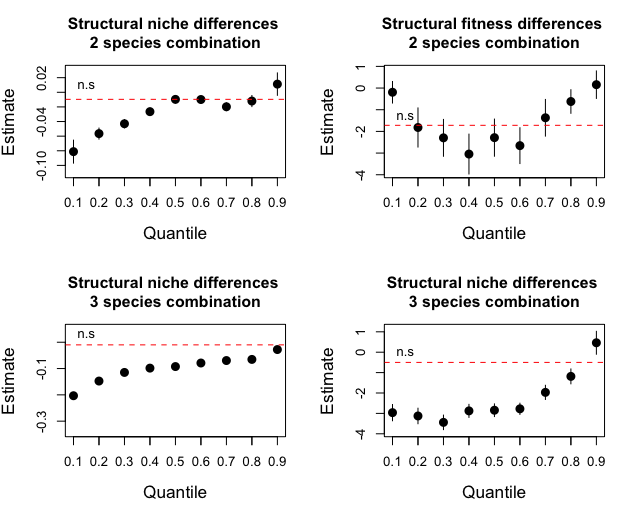 Structural niche differences
2 species combination
Estimate
0.02
-0.04
-0.10
n.s
0.1 0.2 0.3 0.4 0.5 0.6 0.7 0.8 0.9
Quantile
Structural fitness differences
2 species combination
Estimate
1
0
-2
-4
n.s
0.1 0.2 0.3 0.4 0.5 0.6 0.7 0.8 0.9
Quantile
Structural niche differences
3 species combination
Estimate
-0.1
-0.3
n.s
0.1 0.2 0.3 0.4 0.5 0.6 0.7 0.8 0.9
Quantile
Structural niche differences
3 species combination
Estimate
1
0
-2
-4
n.s
0.1 0.2 0.3 0.4 0.5 0.6 0.7 0.8 0.9
Quantile